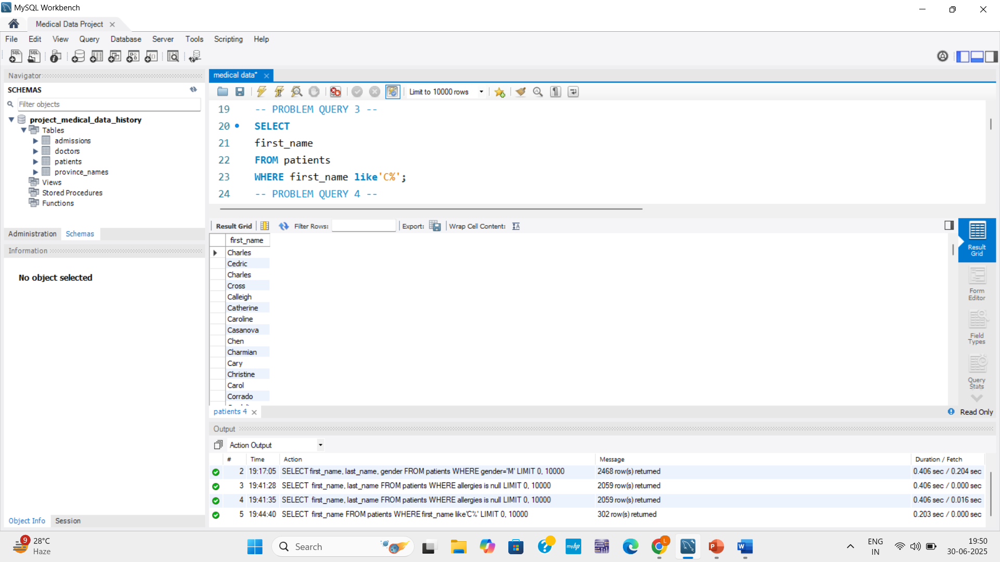 MySQL Workbench
Medical Data Project
File Edit View Query Database Server Tools Scripting Help
Navigator
SCHEMAS
Filter objects
project_medical_data_history
Tables
admissions
doctors
patients
province_names
Views
Stored Procedures
Functions
Administration Schemas
Information
No object selected
Object Info Session
medical data*
Limit to 10000 rows
19 -- PROBLEM QUERY 3 --
20 SELECT
21 first_name
22 FROM patients
23 WHERE first_name like'C%';
24 -- PROBLEM QUERY 4 --
Result Grid Filter Rows: Export: Wrap Cell Content:
first_name
Charles
Cedric
Charles
Cross
Calleigh
Catherine
Caroline
Casanova
Chen
Charmian
Cary
Christine
Carol
Corrado
Result
Grid
Form
Editor
Field
Types
Query
Stats
patients 4
Read Only
Output
Action Output
# Time Action Message Duration / Fetch
2 19:17:05 SELECT first_name, last_name, gender FROM patients WHERE gender='M' LIMIT 0, 10000 2468 row(s) returned 0.406 sec / 0.204 sec
3 19:41:28 SELECT first_name, last_name FROM patients WHERE allergies is null LIMIT 0, 10000 2059 row(s) returned 0.406 sec / 0.000 sec
4 19:41:35 SELECT first_name, last_name FROM patients WHERE allergies is null LIMIT 0, 10000 2059 row(s) returned 0.406 sec / 0.016 sec
5 19:44:40 SELECT first_name FROM patients WHERE first_name like'C%' LIMIT 0, 10000 302 row(s) returned 0.203 sec / 0.000 sec
9
28°C
Haze
Search
myhp
L
P
W
ENG
IN
19:50
30-06-2025